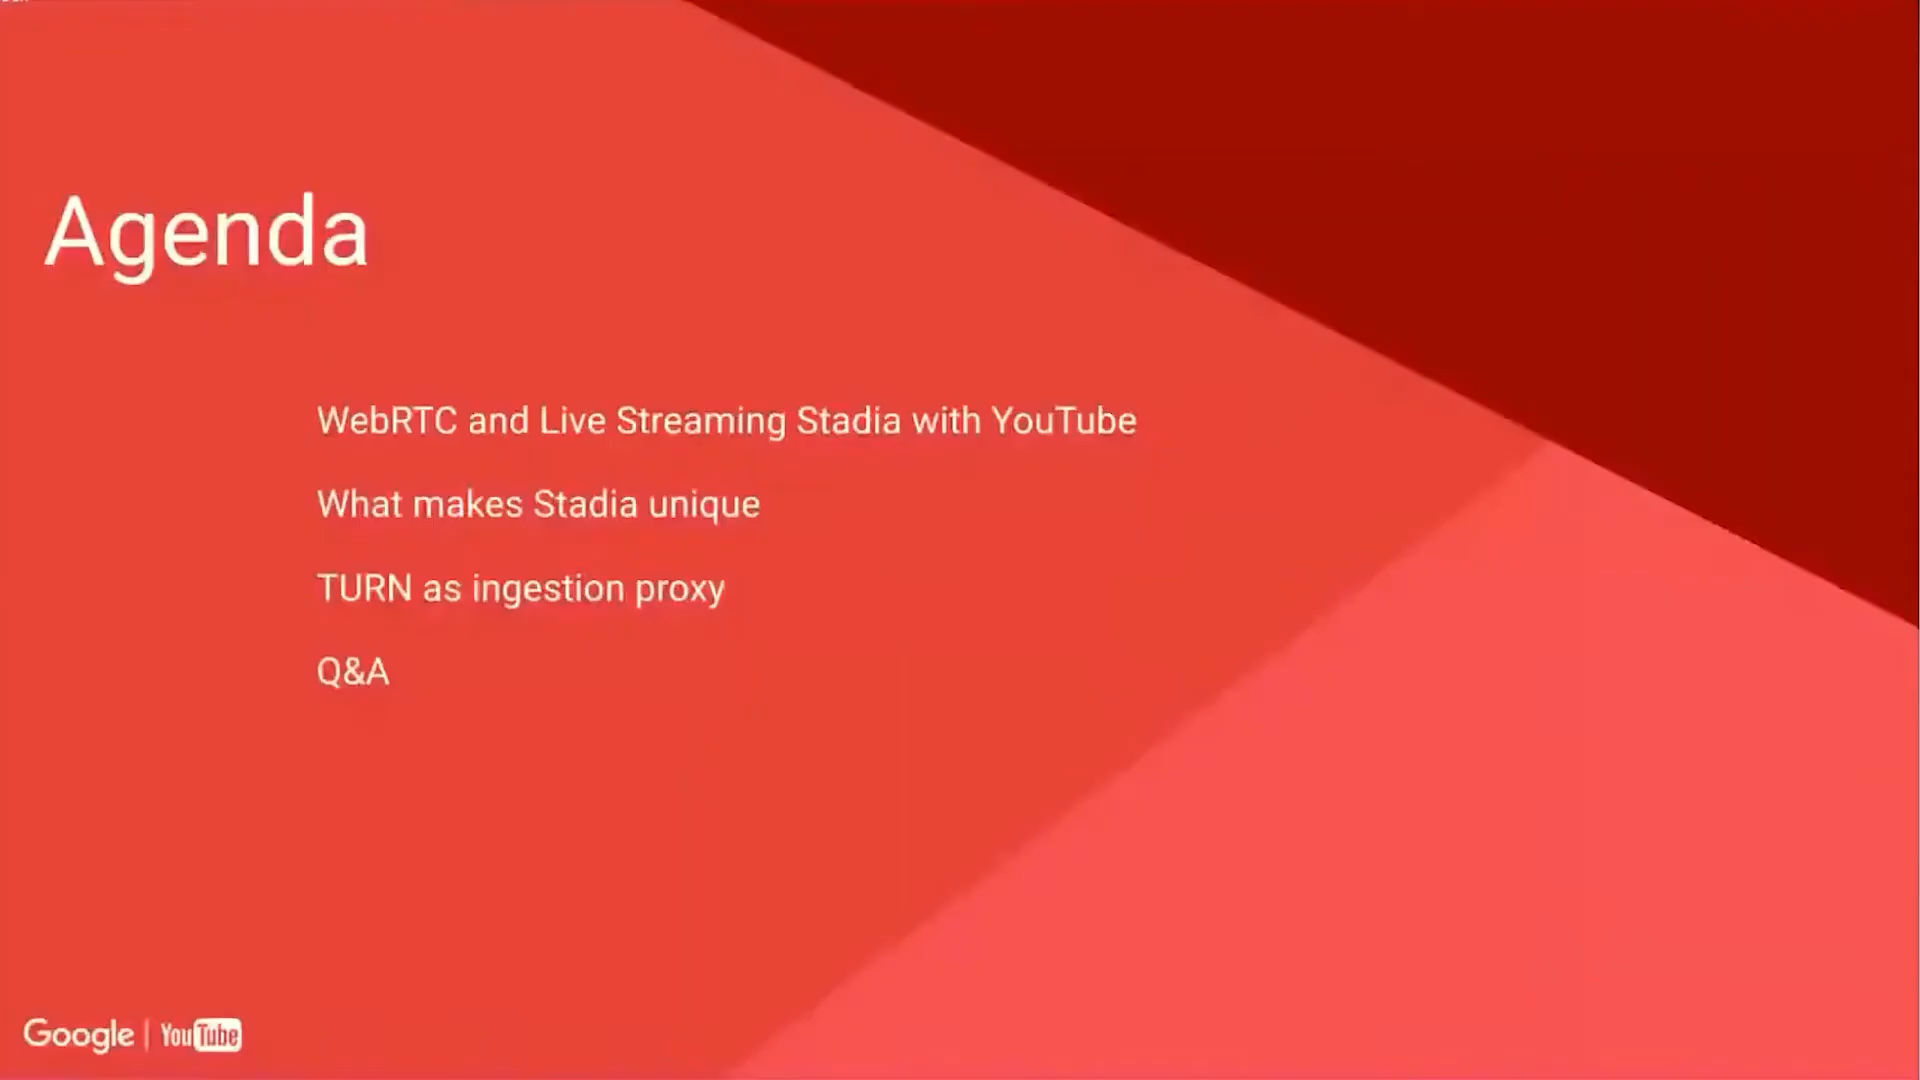 Agenda
WebRTC and Live Streaming Stadia with YouTube
What makes Stadia unique
TURN as ingestion proxy
Q&A
Google | YouTube